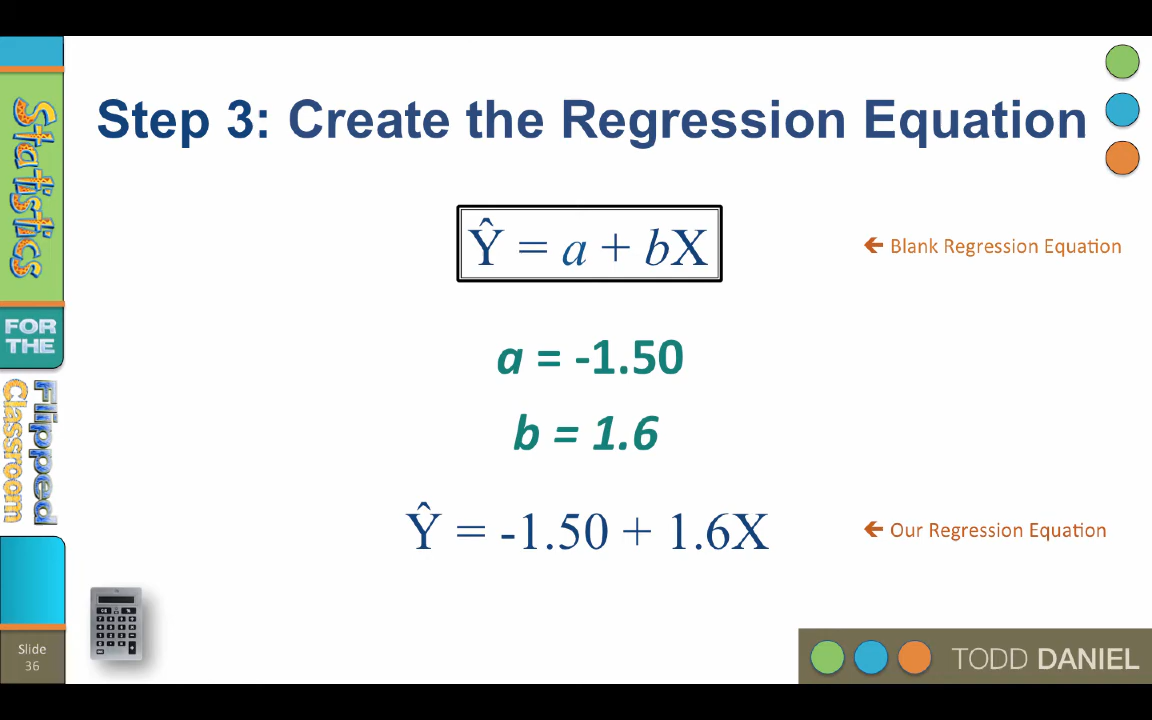 Step 3: Create the Regression Equation
Ŷ = a + bX
🡸 Blank Regression Equation
a = -1.50
b = 1.6
Ŷ = -1.50 + 1.6X
🡸 Our Regression Equation
Statistics
FOR THE
Flipped
Classroom
Slide
36
TODD DANIEL